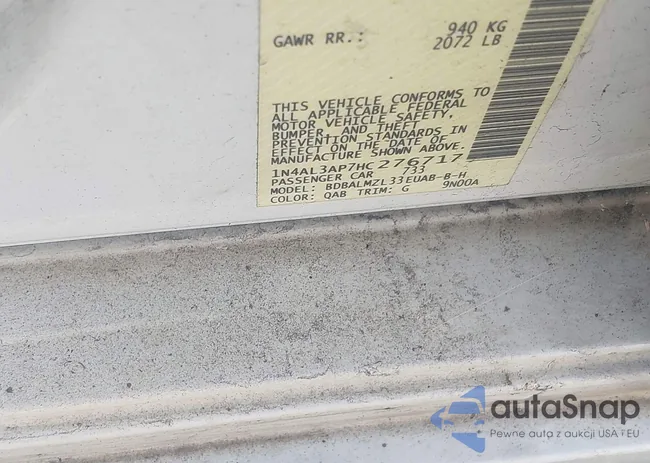 GAWR RR.: 940 KG
2072 LB
THIS VEHICLE CONFORMS TO
ALL APPLICABLE FEDERAL
MOTOR VEHICLE SAFETY,
BUMPER, AND THEFT
PREVENTION STANDARDS IN
EFFECT ON THE DATE OF
MANUFACTURE SHOWN ABOVE.
1N4AL3AP7HC276717
PASSENGER CAR 733
MODEL: BDBALMZL33EUAB-B-H
COLOR: QAB TRIM: G 9N00A
autaSnap
Pewne auta z aukcji USA i EU